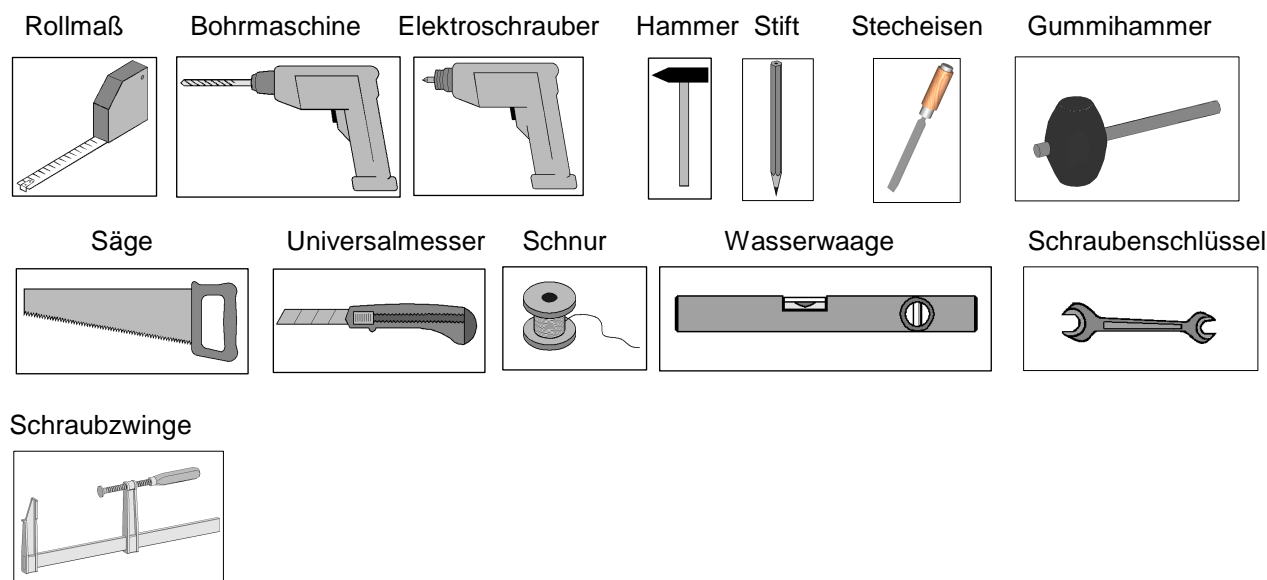 Rollmaß Bohrmaschine Elektroschrauber Hammer Stift Stecheisen Gummihammer
Säge Universalmesser Schnur Wasserwaage Schraubenschlüssel
Schraubzwinge